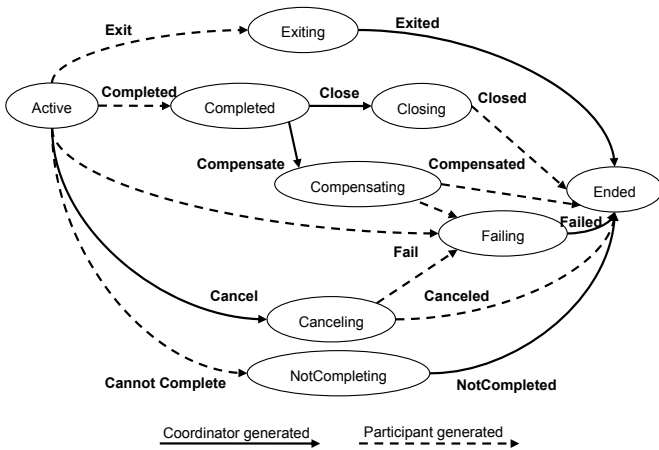 Exit
Exiting
Exited
Active
Completed
Completed
Close
Closing
Closed
Compensate
Compensating
Compensated
Ended
Failing
Failed
Fail
Cancel
Canceling
Canceled
Cannot Complete
NotCompleting
NotCompleted
Coordinator generated
Participant generated